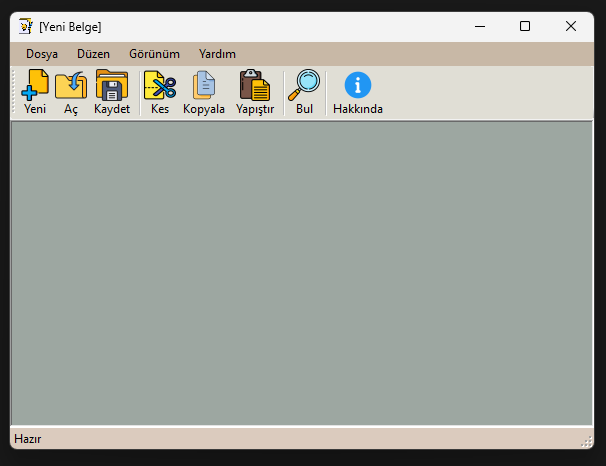 [Yeni Belge]
Dosya Düzen Görünüm Yardım
Yeni Aç Kaydet Kes Kopyala Yapıştır Bul Hakkında
Hazır